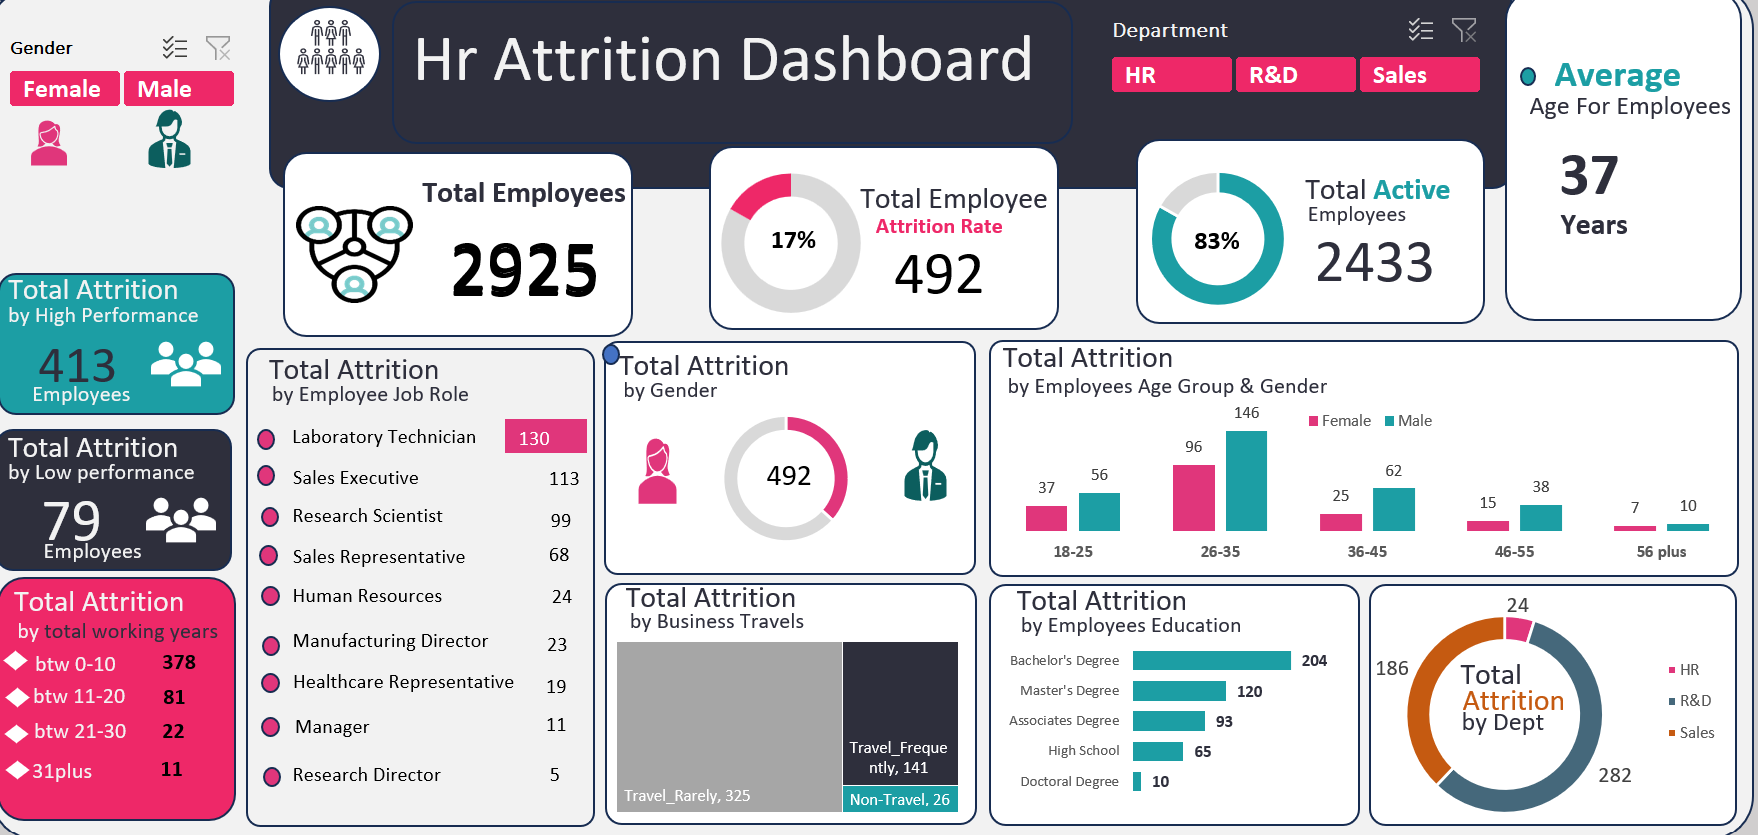 Gender
Female
Male
Hr Attrition Dashboard
Department
HR
R&D
Sales
Average
Age For Employees
37
Years
Total Employees
2925
17%
Total Employee
Attrition Rate
492
83%
Total Active
Employees
2433
Total Attrition
by High Performance
413
Employees
Total Attrition
by Low performance
79
Employees
Total Attrition
by total working years
btw 0-10 378
btw 11-20 81
btw 21-30 22
31plus 11
Total Attrition
by Employee Job Role
Laboratory Technician 130
Sales Executive 113
Research Scientist 99
Sales Representative 68
Human Resources 24
Manufacturing Director 23
Healthcare Representative 19
Manager 11
Research Director 5
Total Attrition
by Gender
492
Total Attrition
by Employees Age Group & Gender
Female Male
37 56 96 146 25 62 15 38 7 10
18-25 26-35 36-45 46-55 56 plus
Total Attrition
by Business Travels
Travel_Rarely, 325
Travel_Freque
ntly, 141
Non-Travel, 26
Total Attrition
by Employees Education
Bachelor's Degree 204
Master's Degree 120
Associates Degree 93
High School 65
Doctoral Degree 10
24
186
282
Total
Attrition
by Dept
HR
R&D
Sales